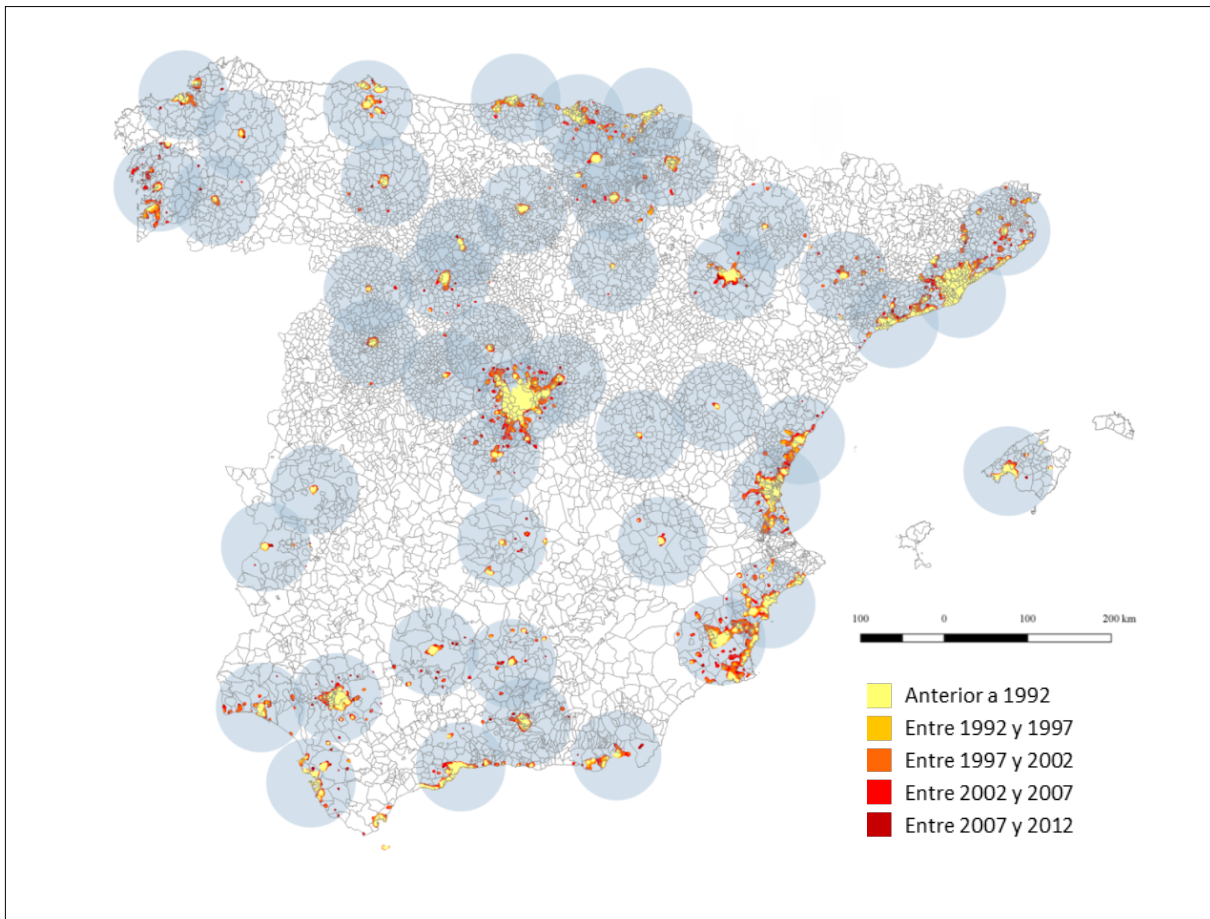 100 0 100 200 km
Anterior a 1992
Entre 1992 y 1997
Entre 1997 y 2002
Entre 2002 y 2007
Entre 2007 y 2012